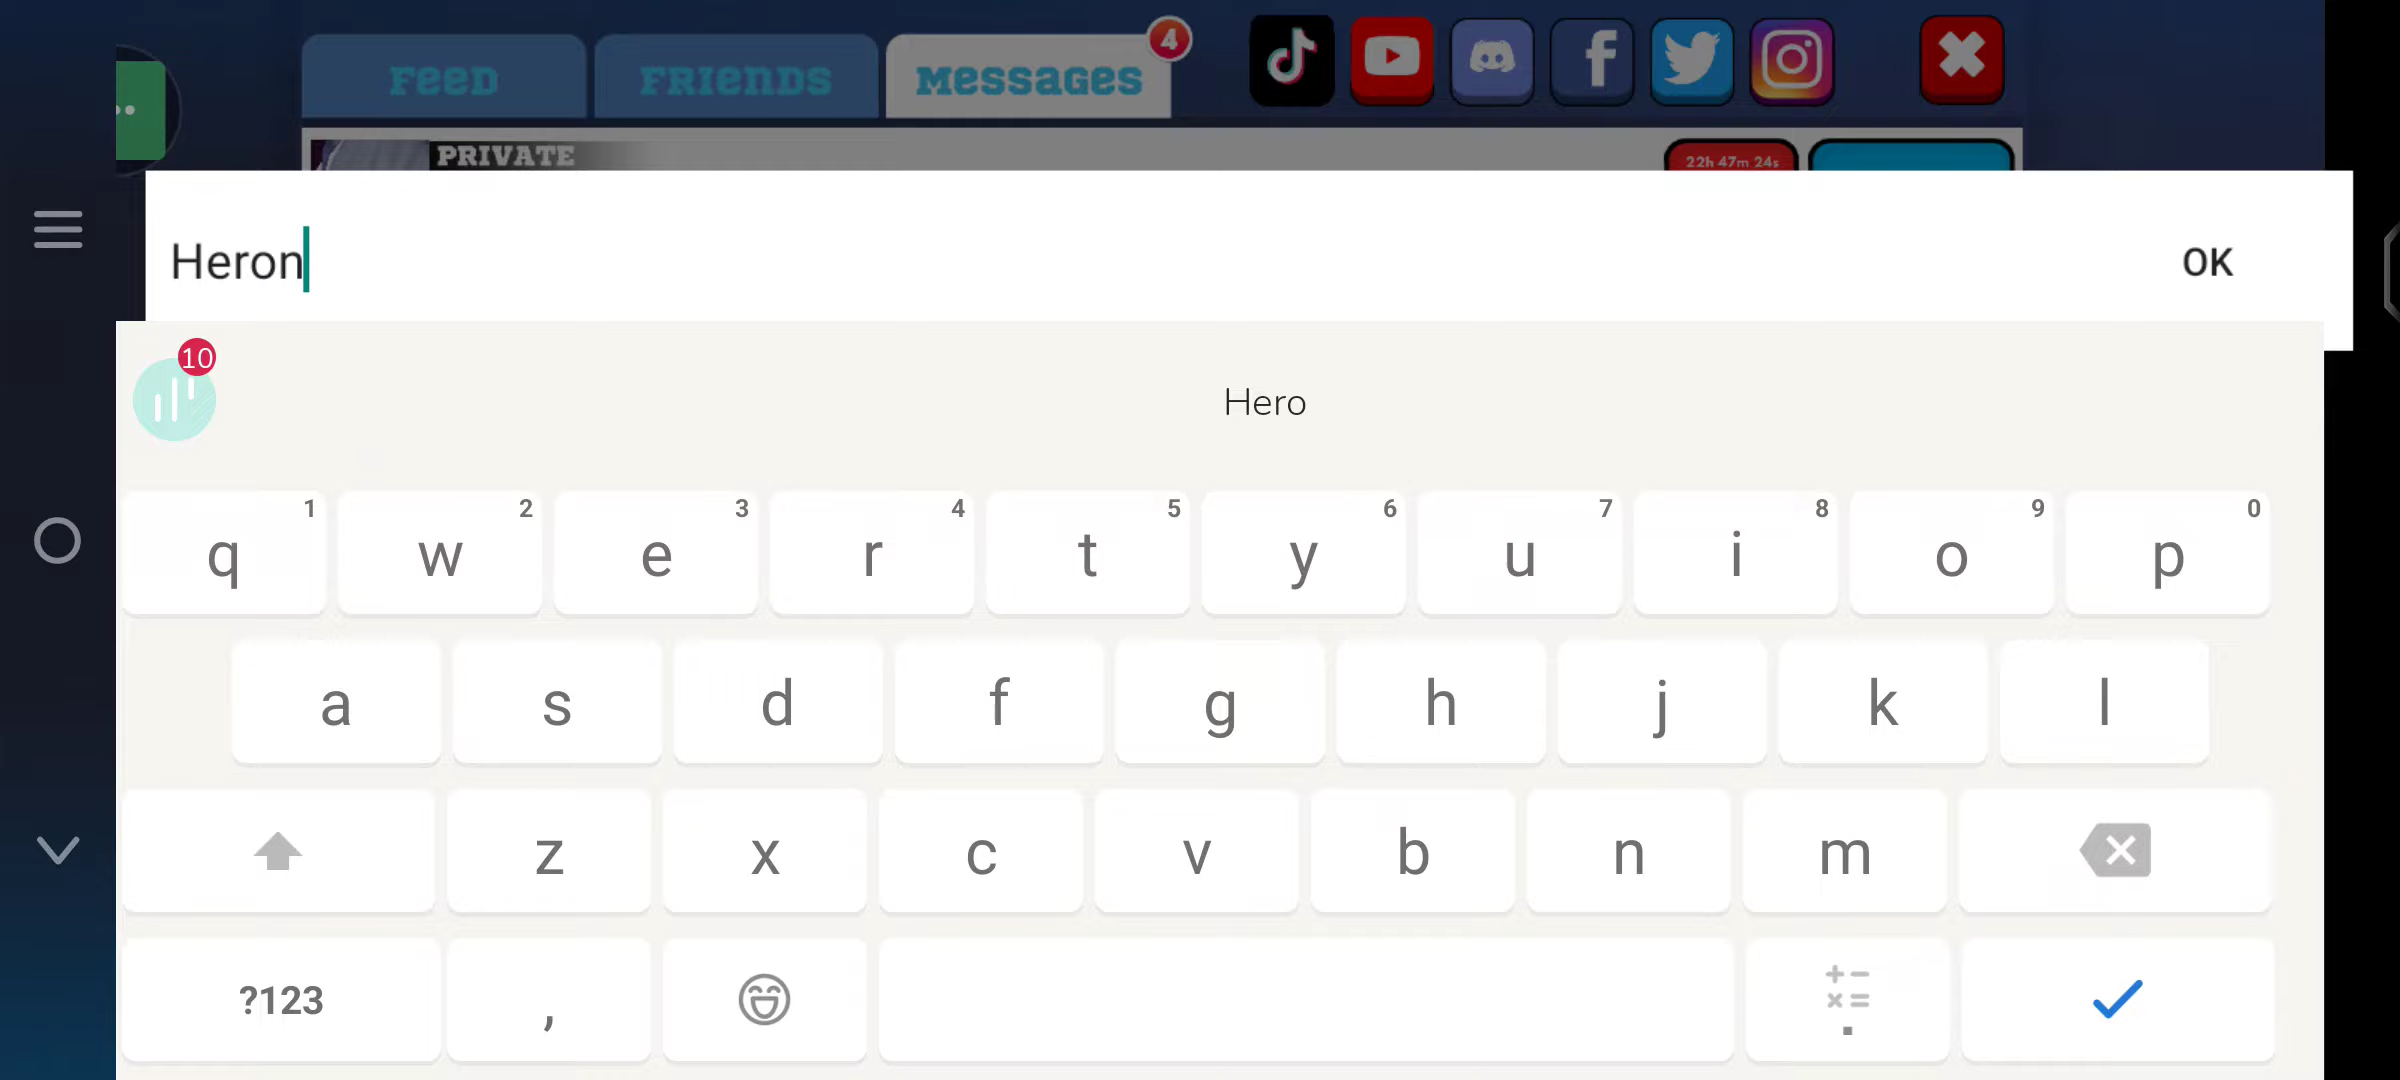 Feed
Friends
Messages
4
PRIVATE
22h 47m 24s
Heron
OK
10
Hero
1 2 3 4 5 6 7 8 9 0
q w e r t y u i o p
a s d f g h j k l
z x c v b n m
?123 , + - × = .